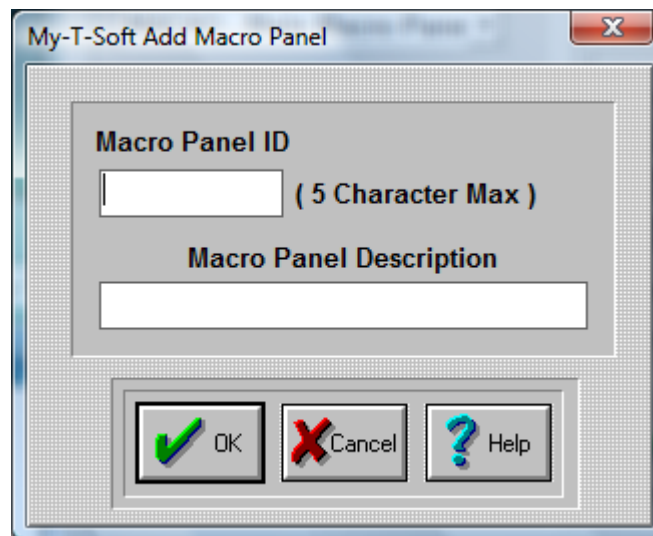 My-T-Soft Add Macro Panel
Macro Panel ID
( 5 Character Max )
Macro Panel Description
OK
Cancel
Help